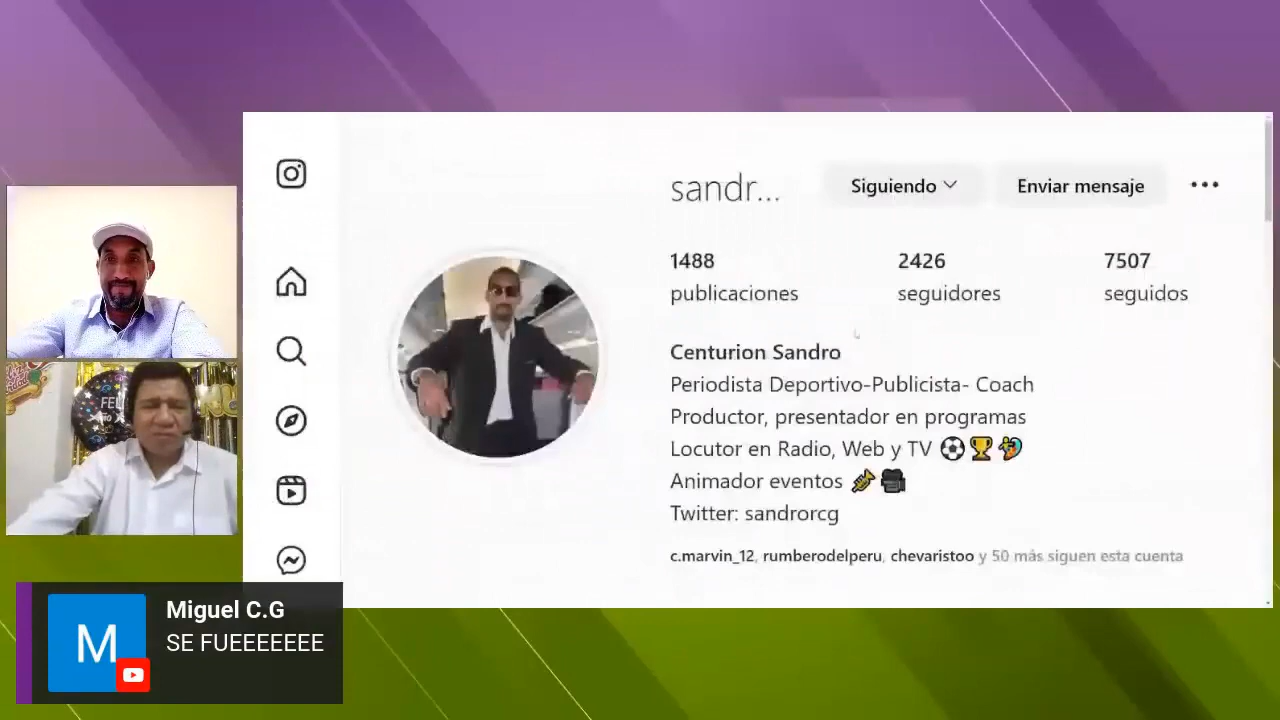 sandr...
Siguiendo
Enviar mensaje
1488
publicaciones
2426
seguidores
7507
seguidos
Centurion Sandro
Periodista Deportivo-Publicista- Coach
Productor, presentador en programas
Locutor en Radio, Web y TV ⚽🏆🤾
Animador eventos 🎺🎥
Twitter: sandrorcg
c.marvin_12, rumberodelperu, chevaristoo y 50 más siguen esta cuenta
FEL
M
Miguel C.G
SE FUEEEEEEE